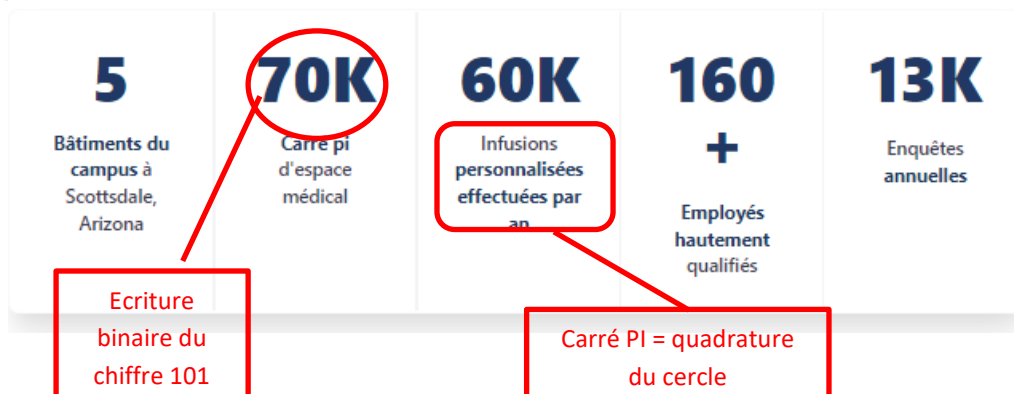 5
Bâtiments du
campus à
Scottsdale,
Arizona
70K
Carré pi
d'espace
médical
60K
Infusions
personnalisées
effectuées par
an
160
+
Employés
hautement
qualifiés
13K
Enquêtes
annuelles
Ecriture
binaire du
chiffre 101
Carré PI = quadrature
du cercle